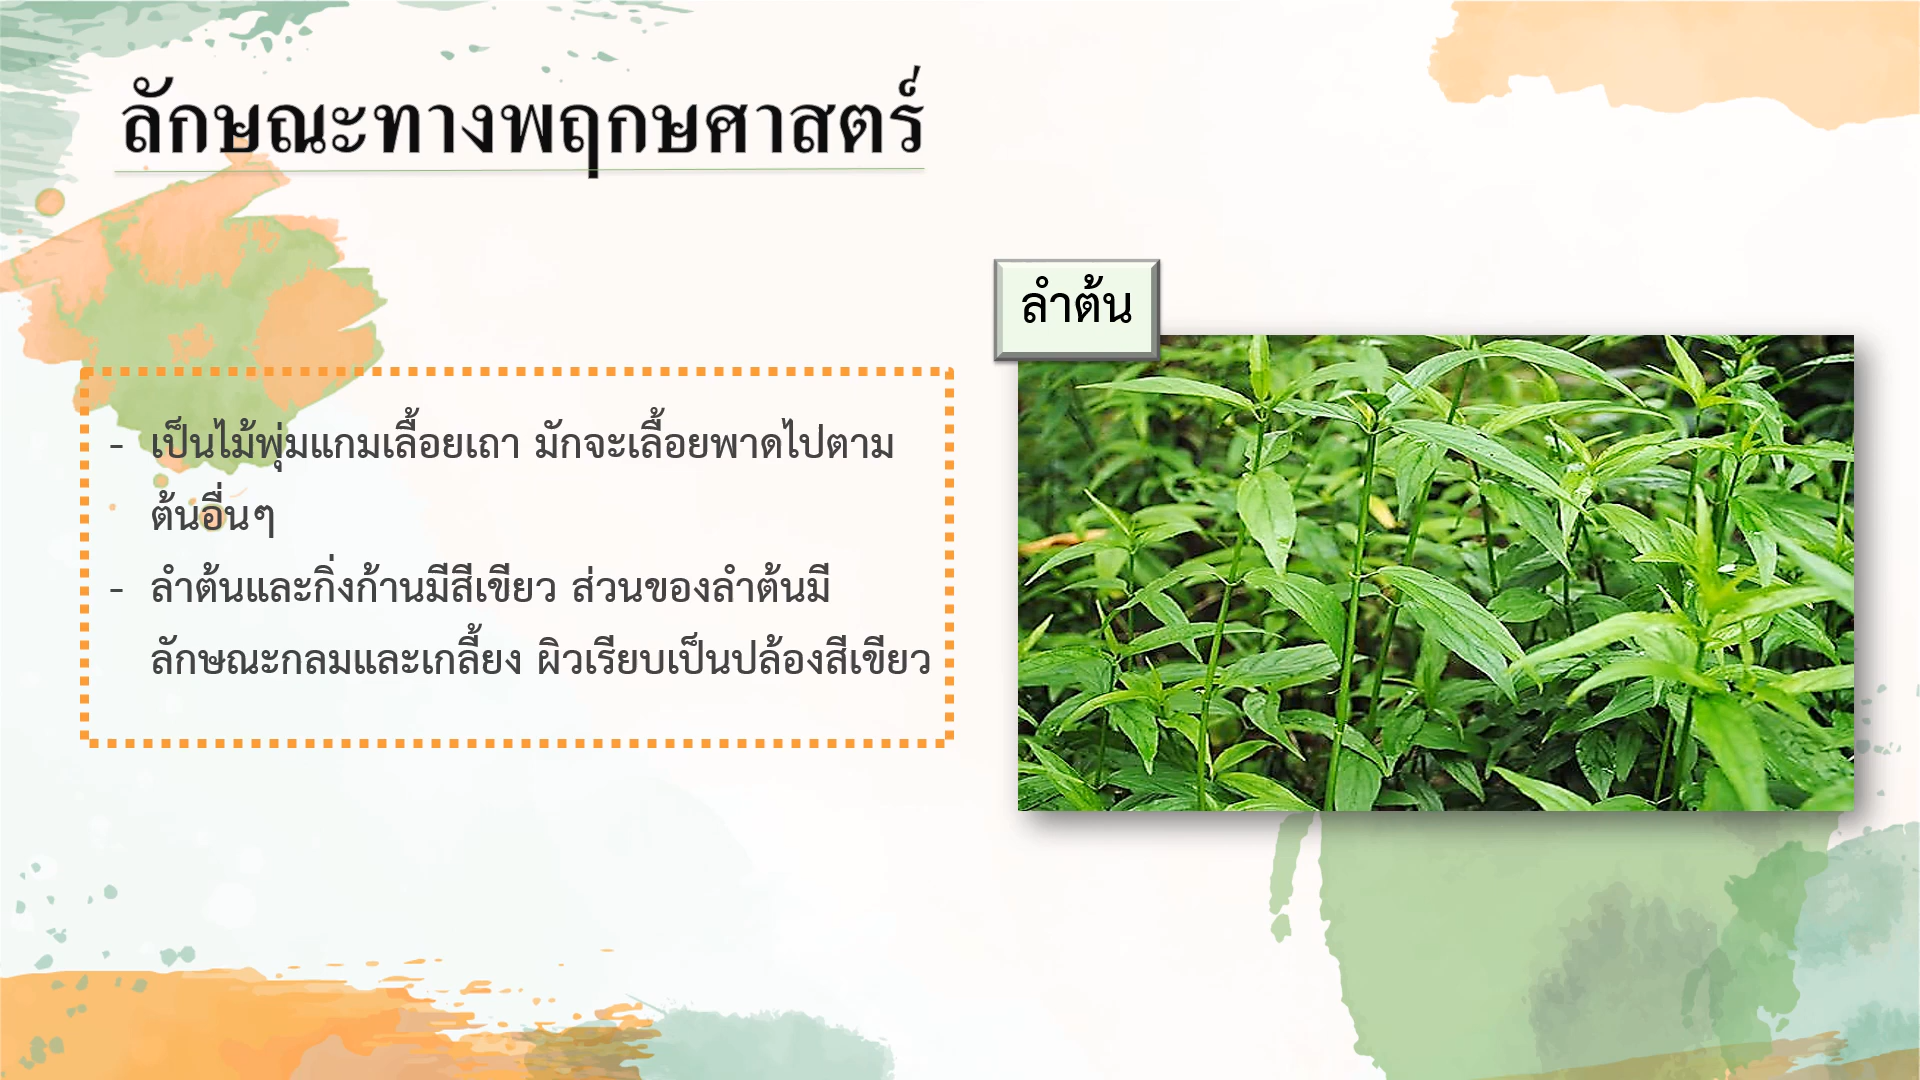 ลักษณะทางพฤกษศาสตร์
ลำต้น
- เป็นไม้พุ่มแกมเลื้อยเถา มักจะเลื้อยพาดไปตาม
ต้นอื่นๆ
- ลำต้นและกิ่งก้านมีสีเขียว ส่วนของลำต้นมี
ลักษณะกลมและเกลี้ยง ผิวเรียบเป็นปล้องสีเขียว